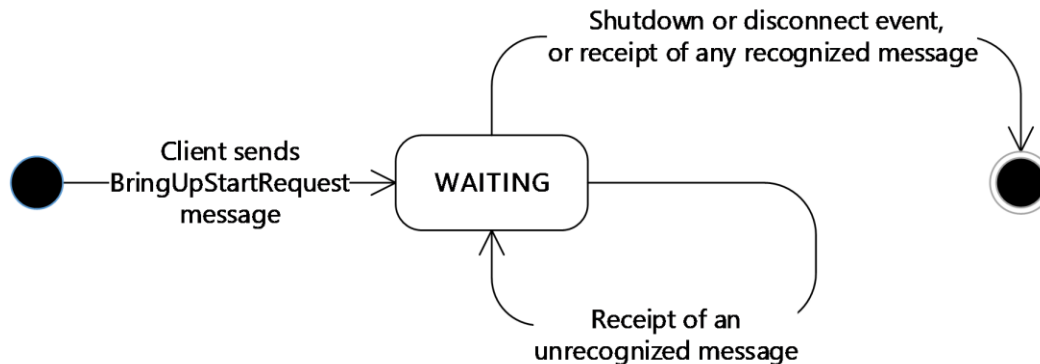 Shutdown or disconnect event,
or receipt of any recognized message
Client sends
BringUpStartRequest
message
WAITING
Receipt of an
unrecognized message